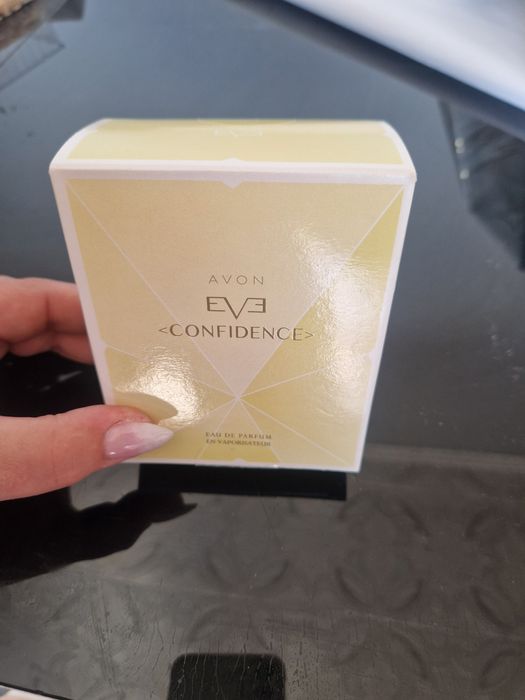 AVON
EVE
<CONFIDENCE>
EAU DE PARFUM
EN VAPORISATEUR